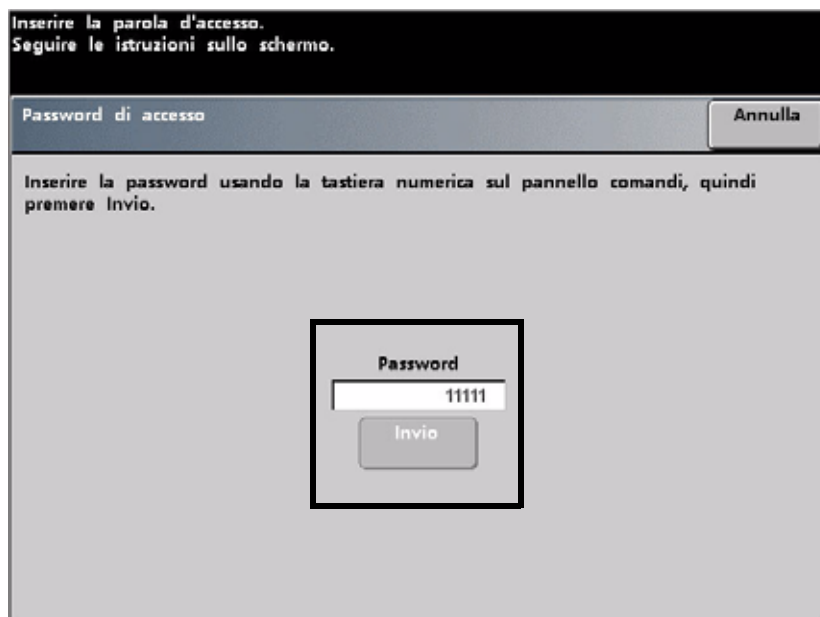 Inserire la parola d'accesso.
Seguire le istruzioni sullo schermo.
Password di accesso
Annulla
Inserire la password usando la tastiera numerica sul pannello comandi, quindi
premere Invio.
Password
11111
Invio